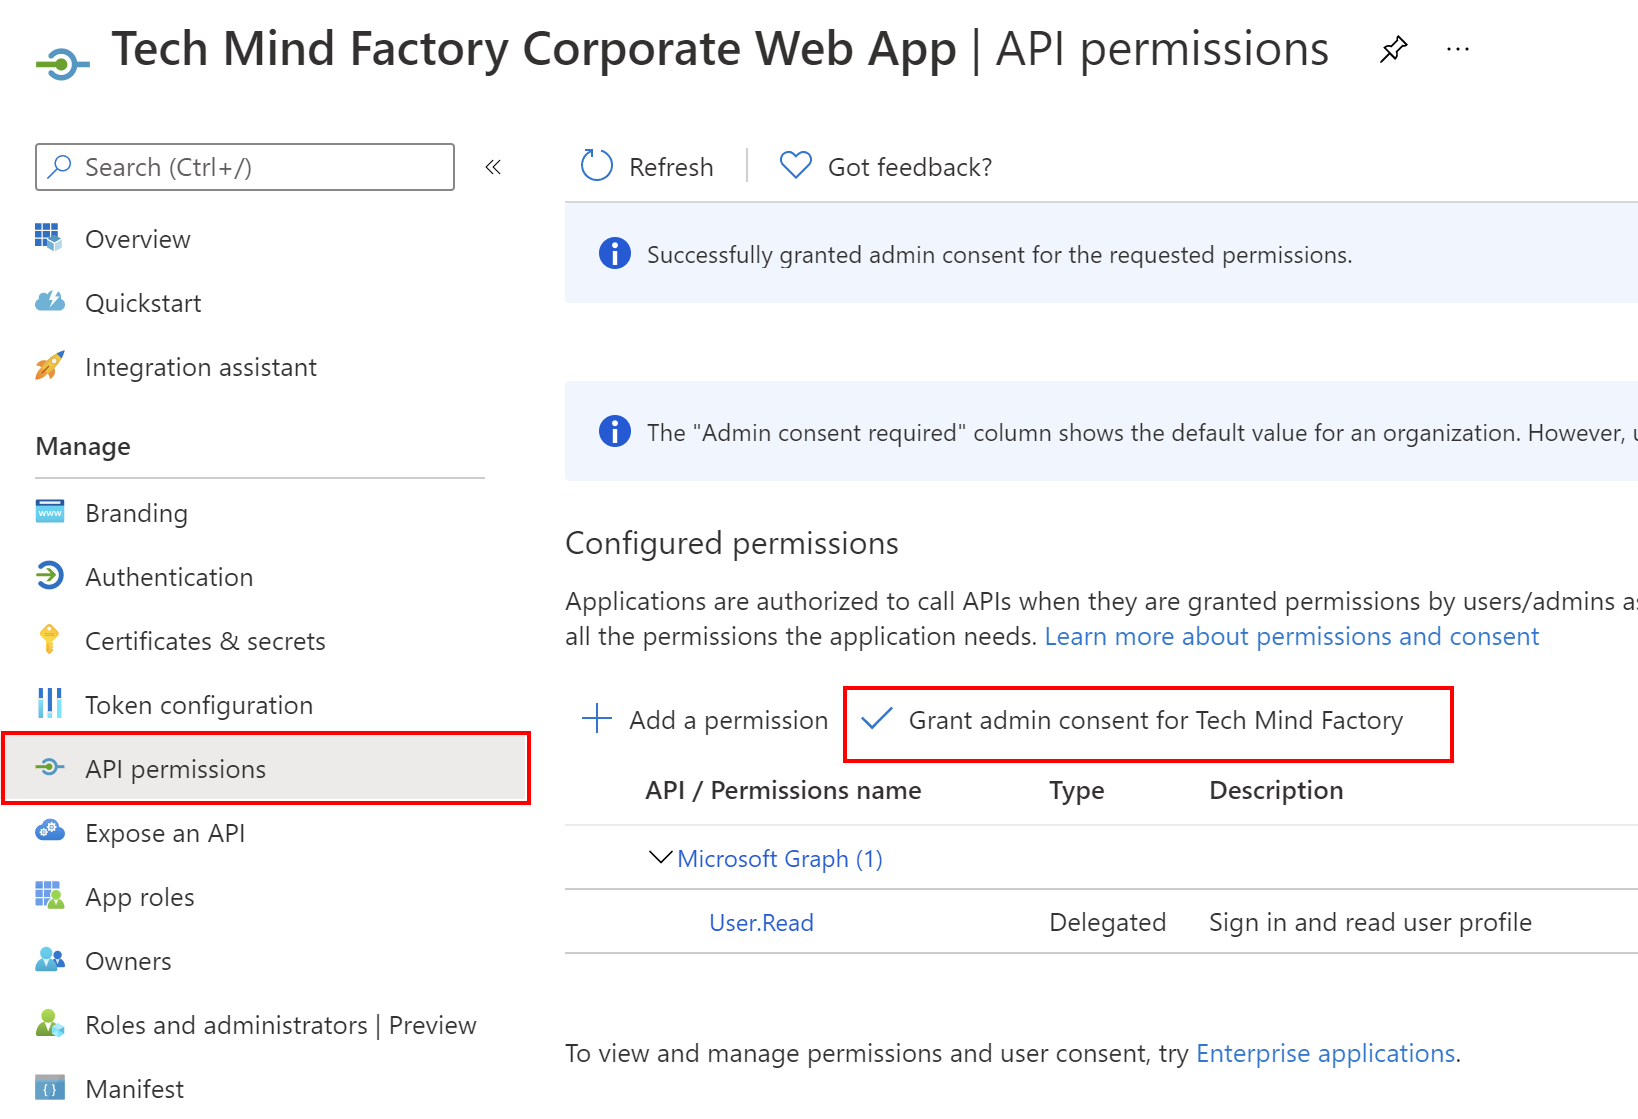 Tech Mind Factory Corporate Web App | API permissions
Search (Ctrl+/)
«
Overview
Quickstart
Integration assistant
Manage
Branding
Authentication
Certificates & secrets
Token configuration
API permissions
Expose an API
App roles
Owners
Roles and administrators | Preview
Manifest
Refresh
Got feedback?
Successfully granted admin consent for the requested permissions.
The "Admin consent required" column shows the default value for an organization. However,
Configured permissions
Applications are authorized to call APIs when they are granted permissions by users/admins
all the permissions the application needs. Learn more about permissions and consent
Add a permission
Grant admin consent for Tech Mind Factory
API / Permissions name Type Description
Microsoft Graph (1)
User.Read Delegated Sign in and read user profile
To view and manage permissions and user consent, try Enterprise applications.